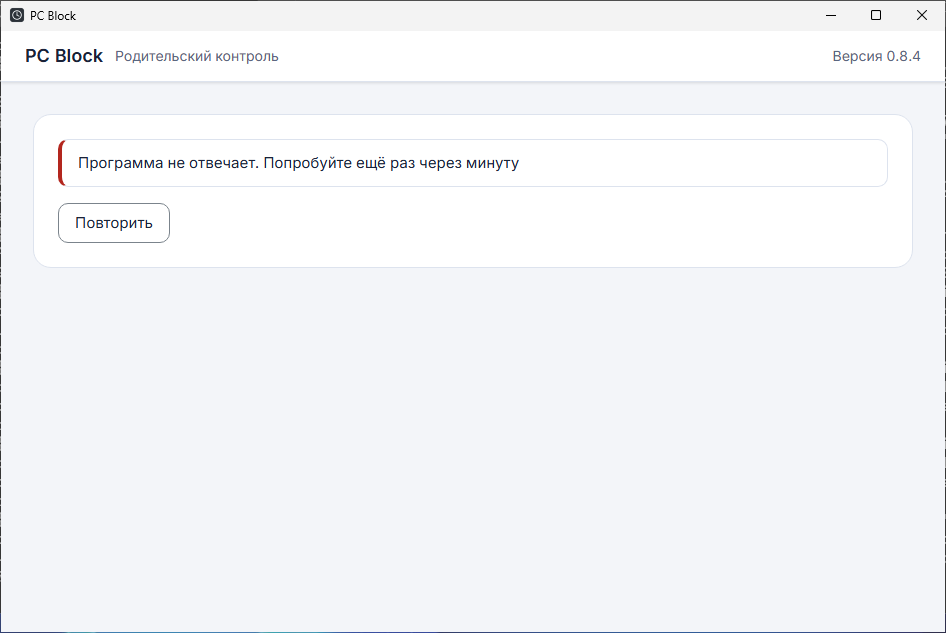 PC Block
PC Block Родительский контроль Версия 0.8.4
Программа не отвечает. Попробуйте ещё раз через минуту
Повторить